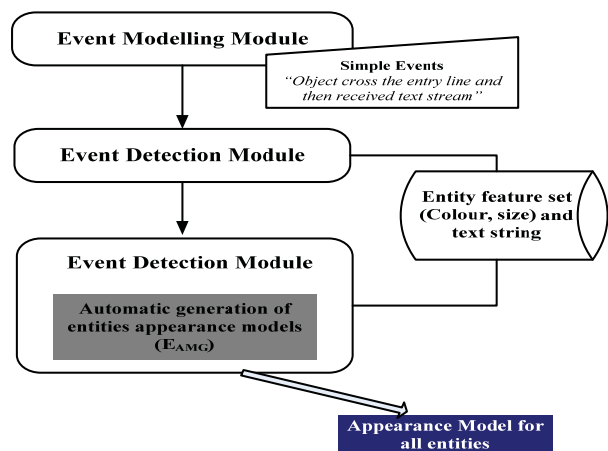 Event Modelling Module
Simple Events
“Object cross the entry line and
then received text stream”
Event Detection Module
Entity feature set
(Colour, size) and
text string
Event Detection Module
Automatic generation of
entities appearance models
(EAMG)
Appearance Model for
all entities